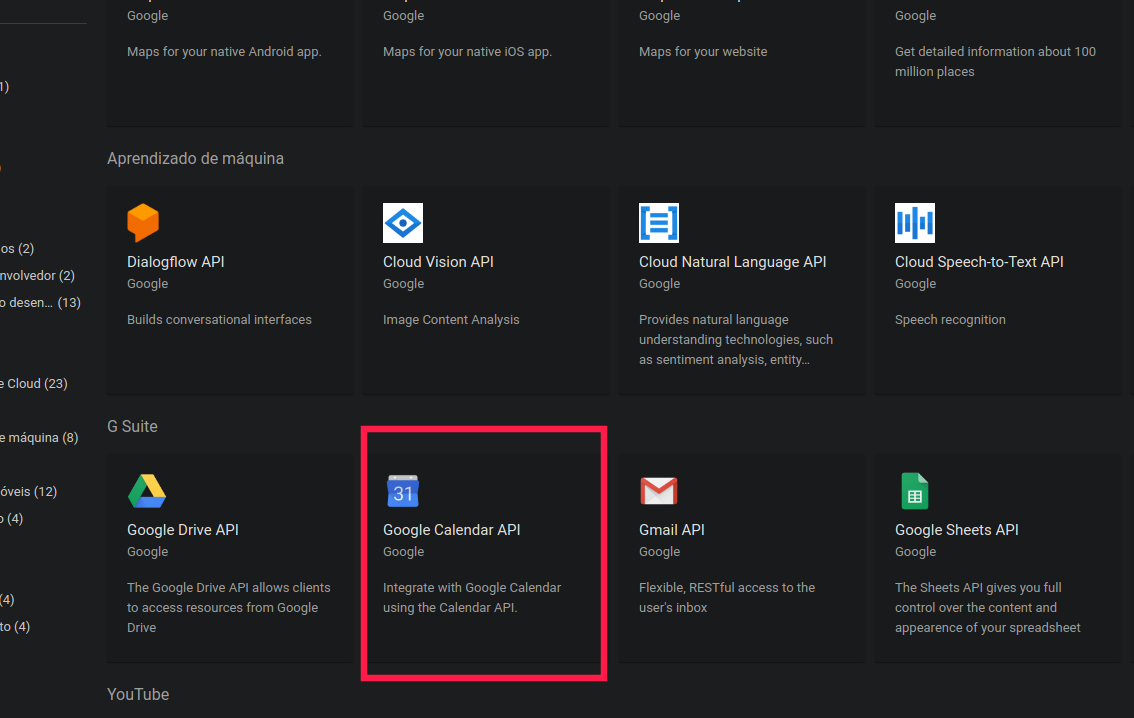 Google
Google
Google
Google
Maps for your native Android app.
Maps for your native iOS app.
Maps for your website
Get detailed information about 100
million places
1)
Aprendizado de máquina
Dialogflow API
Google
Builds conversational interfaces
Cloud Vision API
Google
Image Content Analysis
Cloud Natural Language API
Google
Provides natural language
understanding technologies, such
as sentiment analysis, entity...
Cloud Speech-to-Text API
Google
Speech recognition
os (2)
nvolvedor (2)
o desen... (13)
e Cloud (23)
e máquina (8)
óveis (12)
o (4)
(4)
to (4)
G Suite
Google Drive API
Google
The Google Drive API allows clients
to access resources from Google
Drive
31
Google Calendar API
Google
Integrate with Google Calendar
using the Calendar API.
Gmail API
Google
Flexible, RESTful access to the
user's inbox
Google Sheets API
Google
The Sheets API gives you full
control over the content and
appearence of your spreadsheet
YouTube